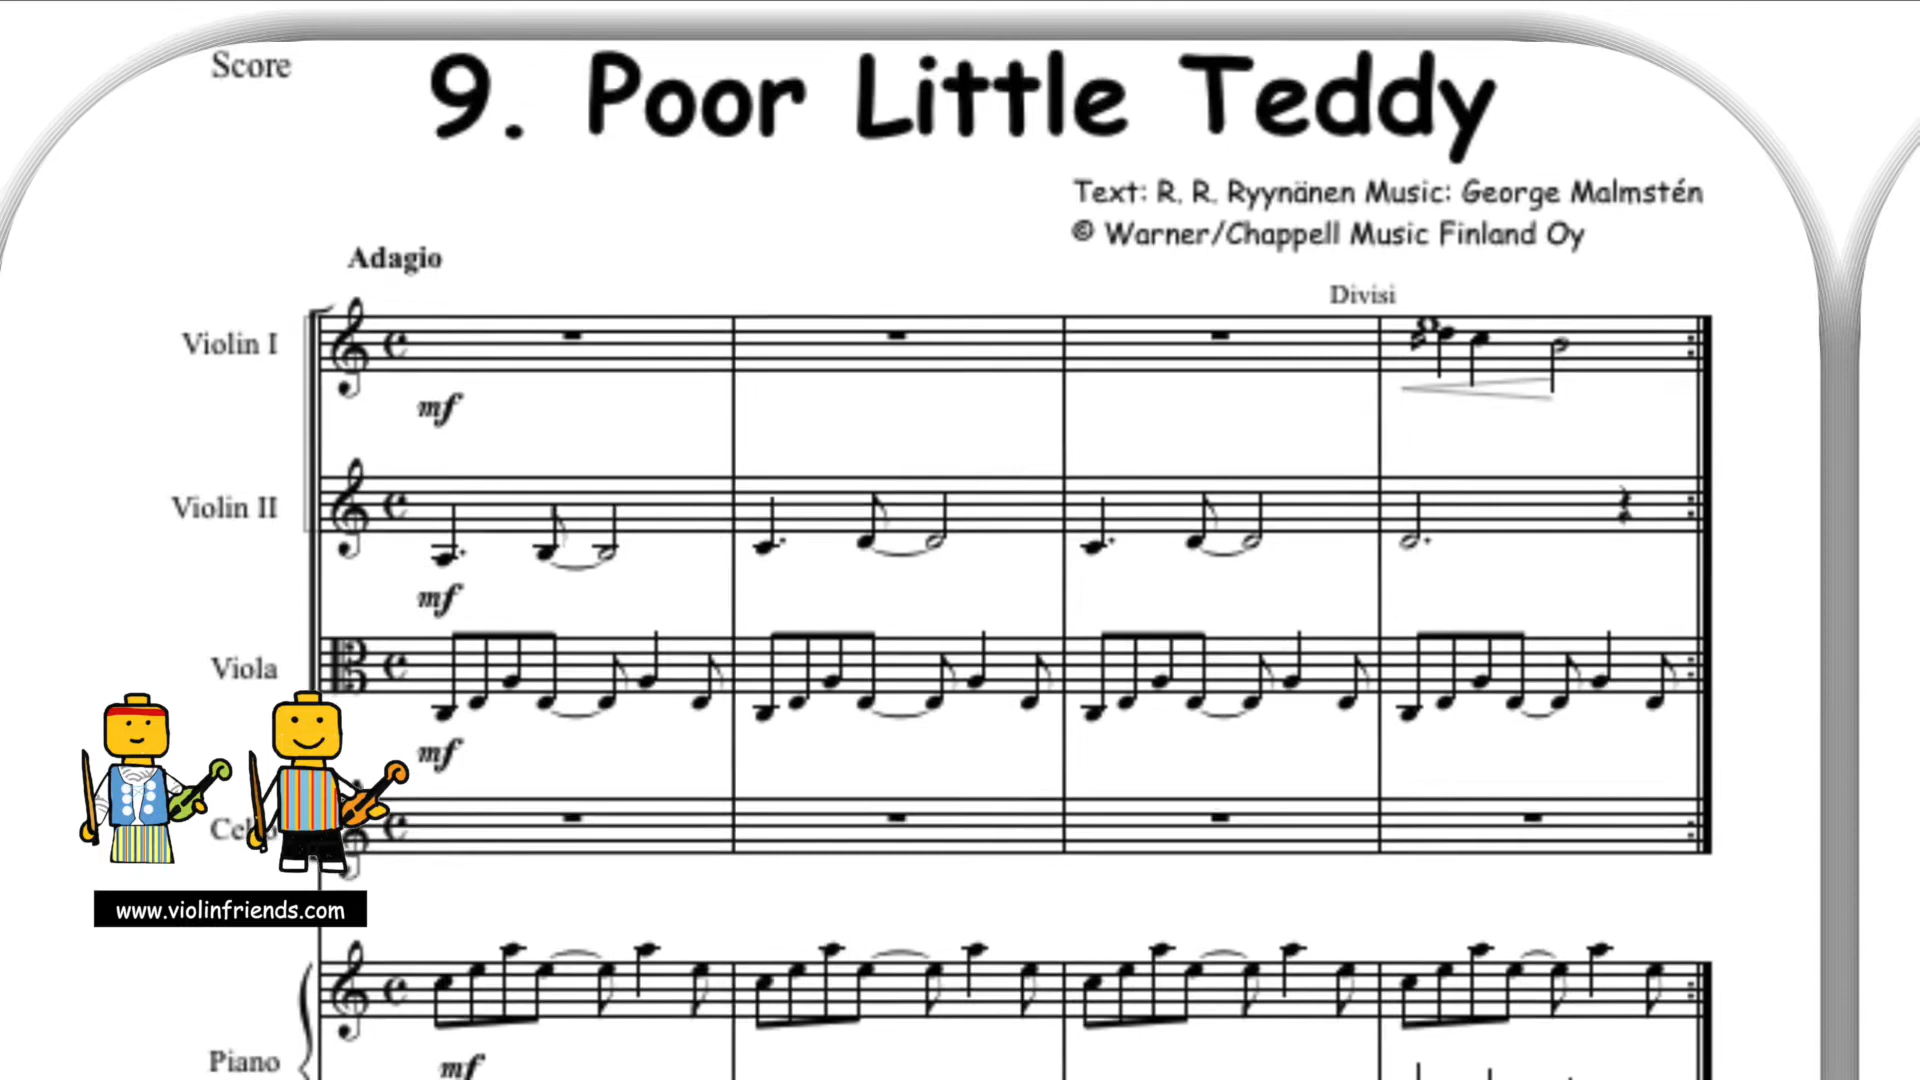 Score
9. Poor Little Teddy
Text: R. R. Ryynänen Music: George Malmstén
© Warner/Chappell Music Finland Oy
Adagio
Divisi
Violin I
mf
Violin II
mf
Viola
mf
Cello
www.violinfriends.com
Piano
mf